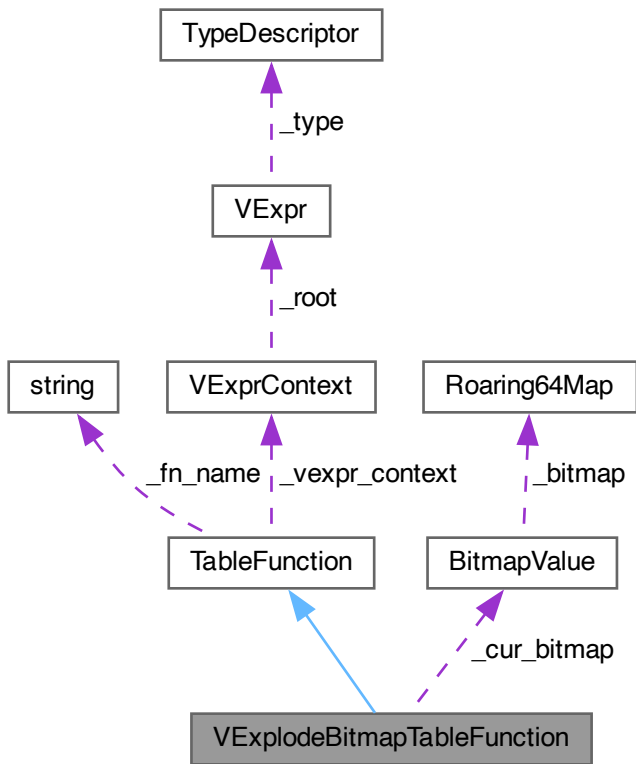 TypeDescriptor
_type
VExpr
_root
string
VExprContext
Roaring64Map
_fn_name
_vexpr_context
_bitmap
TableFunction
BitmapValue
_cur_bitmap
VExplodeBitmapTableFunction